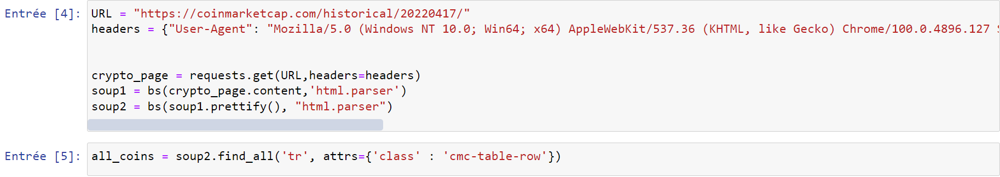 Entrée [4]: URL = "https://coinmarketcap.com/historical/20220417/"
headers = {"User-Agent": "Mozilla/5.0 (Windows NT 10.0; Win64; x64) AppleWebKit/537.36 (KHTML, like Gecko) Chrome/100.0.4896.127
crypto_page = requests.get(URL,headers=headers)
soup1 = bs(crypto_page.content,'html.parser')
soup2 = bs(soup1.prettify(), "html.parser")
Entrée [5]: all_coins = soup2.find_all('tr', attrs={'class' : 'cmc-table-row'})